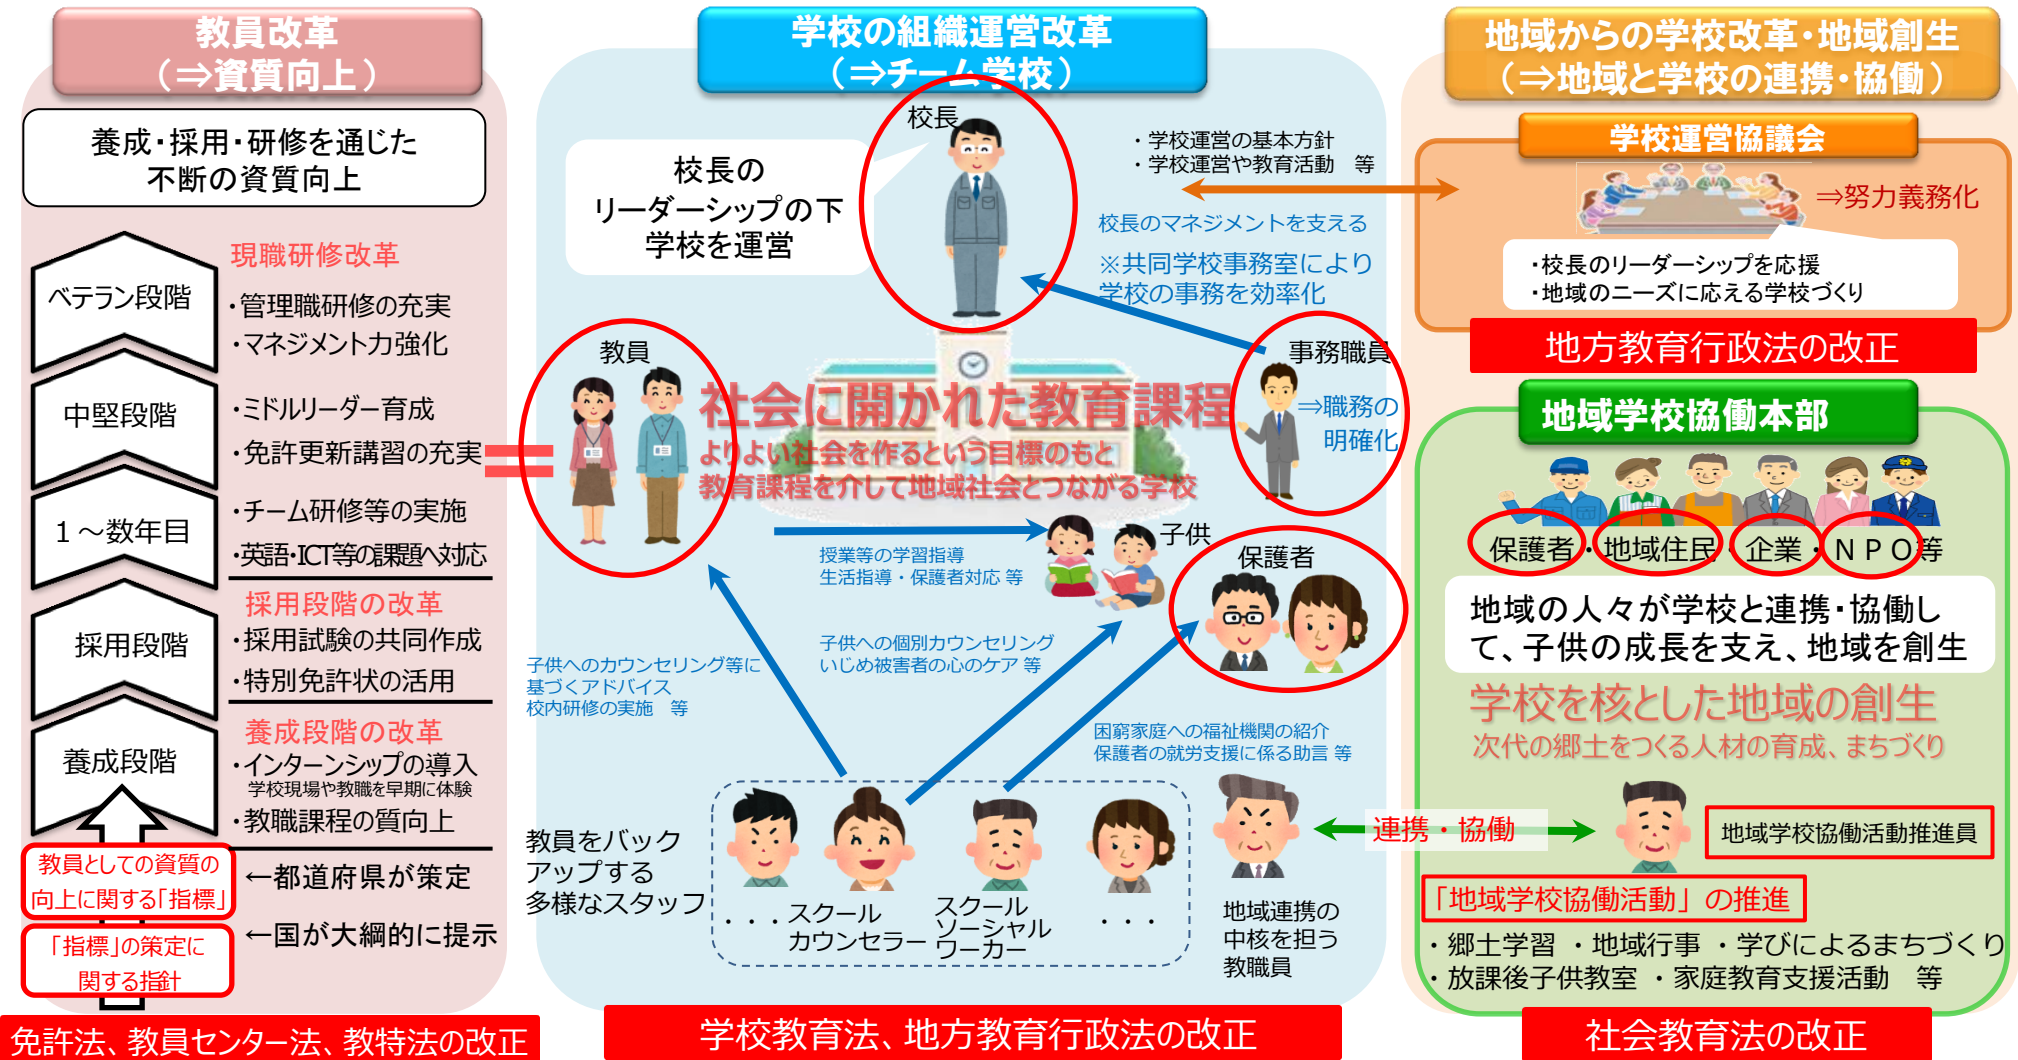 教員改革
(⇒資質向上)
養成・採用・研修を通じた
不断の資質向上
ベテラン段階
現職研修改革
・管理職研修の充実
・マネジメント力強化
中堅段階
・ミドルリーダー育成
・免許更新講習の充実
１～数年目
・チーム研修等の実施
・英語・ICT等の課題へ対応
採用段階
採用段階の改革
・採用試験の共同作成
・特別免許状の活用
養成段階
養成段階の改革
・インターンシップの導入
学校現場や教職を早期に体験
・教職課程の質向上
教員としての資質の
向上に関する「指標」
←都道府県が策定
「指標」の策定に
関する指針
←国が大綱的に提示
免許法、教員センター法、教特法の改正
学校の組織運営改革
(⇒チーム学校)
校長
校長の
リーダーシップの下
学校を運営
・学校運営の基本方針
・学校運営や教育活動　等
校長のマネジメントを支える
※共同学校事務室により
学校の事務を効率化
教員
事務職員
⇒職務の
明確化
社会に開かれた教育課程
よりよい社会を作るという目標のもと
教育課程を介して地域社会とつながる学校
子供
授業等の学習指導
生活指導・保護者対応 等
保護者
子供への個別カウンセリング
いじめ被害者の心のケア 等
子供へのカウンセリング等に
基づくアドバイス
校内研修の実施　等
困窮家庭への福祉機関の紹介
保護者の就労支援に係る助言 等
教員をバック
アップする
多様なスタッフ
・・・
スクール
カウンセラー
スクール
ソーシャル
ワーカー
・・・
地域連携の
中核を担う
教職員
連携・協働
学校教育法、地方教育行政法の改正
地域からの学校改革・地域創生
(⇒地域と学校の連携・協働)
学校運営協議会
⇒努力義務化
・校長のリーダーシップを応援
・地域のニーズに応える学校づくり
地方教育行政法の改正
地域学校協働本部
保護者・地域住民・企業・ＮＰＯ等
地域の人々が学校と連携・協働し
て、子供の成長を支え、地域を創生
学校を核とした地域の創生
次代の郷土をつくる人材の育成、まちづくり
地域学校協働活動推進員
「地域学校協働活動」の推進
・郷土学習 ・地域行事 ・学びによるまちづくり
・放課後子供教室 ・家庭教育支援活動　等
社会教育法の改正